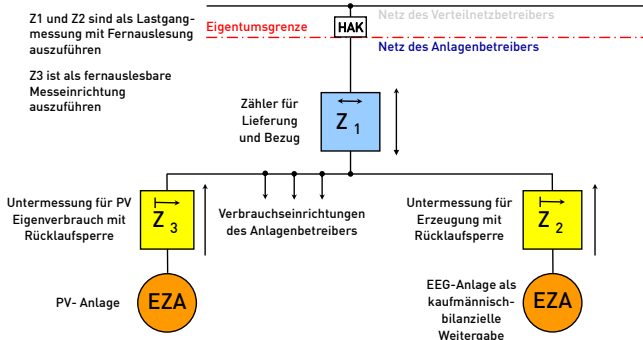 Z1 und Z2 sind als Lastgang-
messung mit Fernauslesung
auszuführen
Z3 ist als fernauslesbare
Messeinrichtung
auszuführen
Eigentumsgrenze
HAK
Netz des Verteilnetzbetreibers
Netz des Anlagenbetreibers
Zähler für
Lieferung
und Bezug
Z 1
Untermessung für PV
Eigenverbrauch mit
Rücklaufsperre
Z 3
Verbrauchseinrichtungen
des Anlagenbetreibers
Untermessung für
Erzeugung mit
Rücklaufsperre
Z 2
PV- Anlage
EZA
EEG-Anlage als
kaufmännisch-
bilanzielle
Weitergabe
EZA